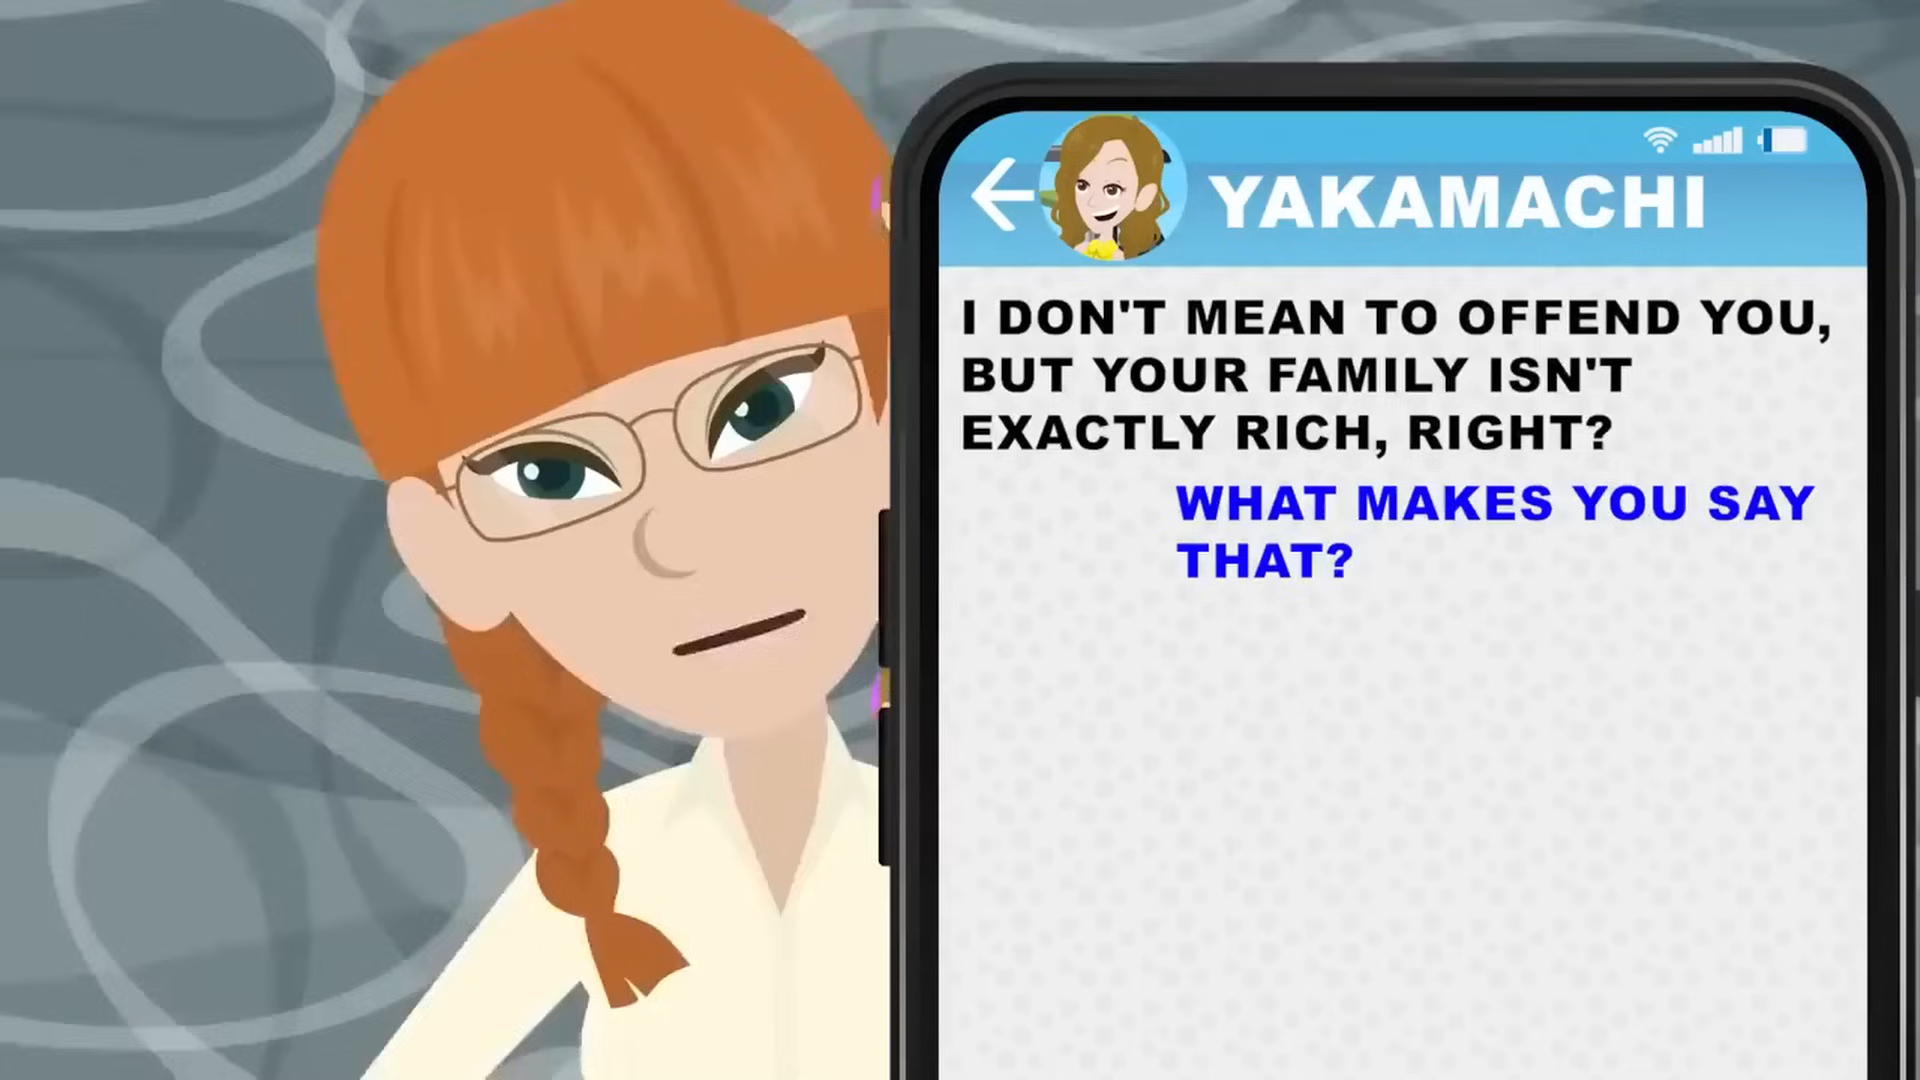 YAKAMACHI
I DON'T MEAN TO OFFEND YOU,
BUT YOUR FAMILY ISN'T
EXACTLY RICH, RIGHT?
WHAT MAKES YOU SAY
THAT?